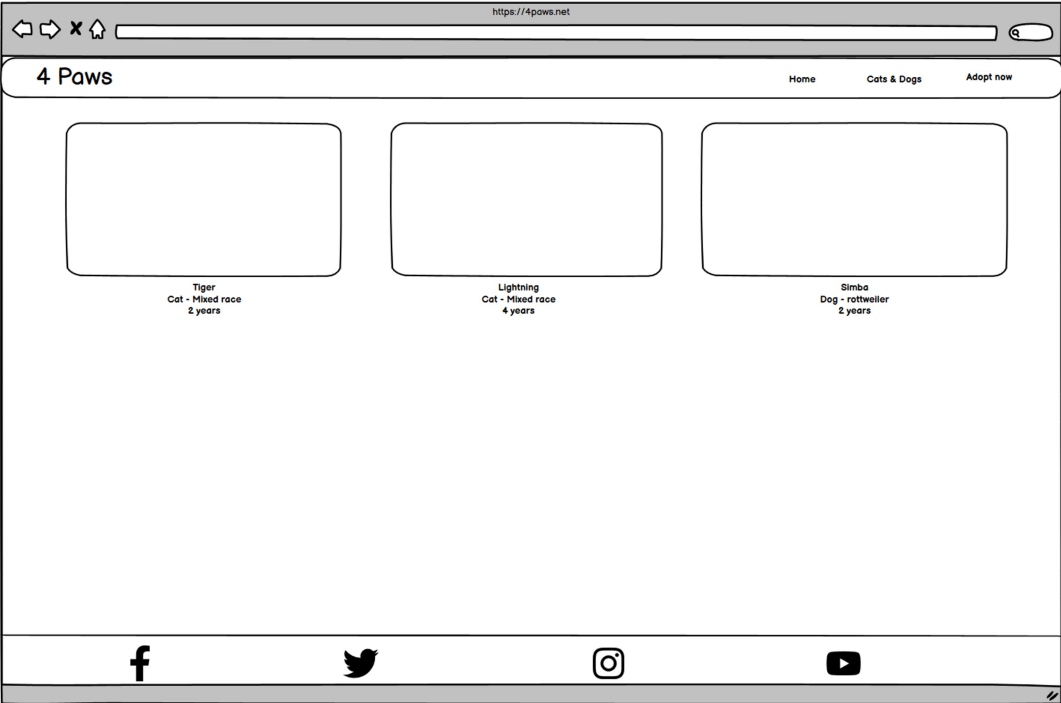 https://4paws.net
4 Paws
Home
Cats & Dogs
Adopt now
Tiger
Cat - Mixed race
2 years
Lightning
Cat - Mixed race
4 years
Simba
Dog - rottweiler
2 years